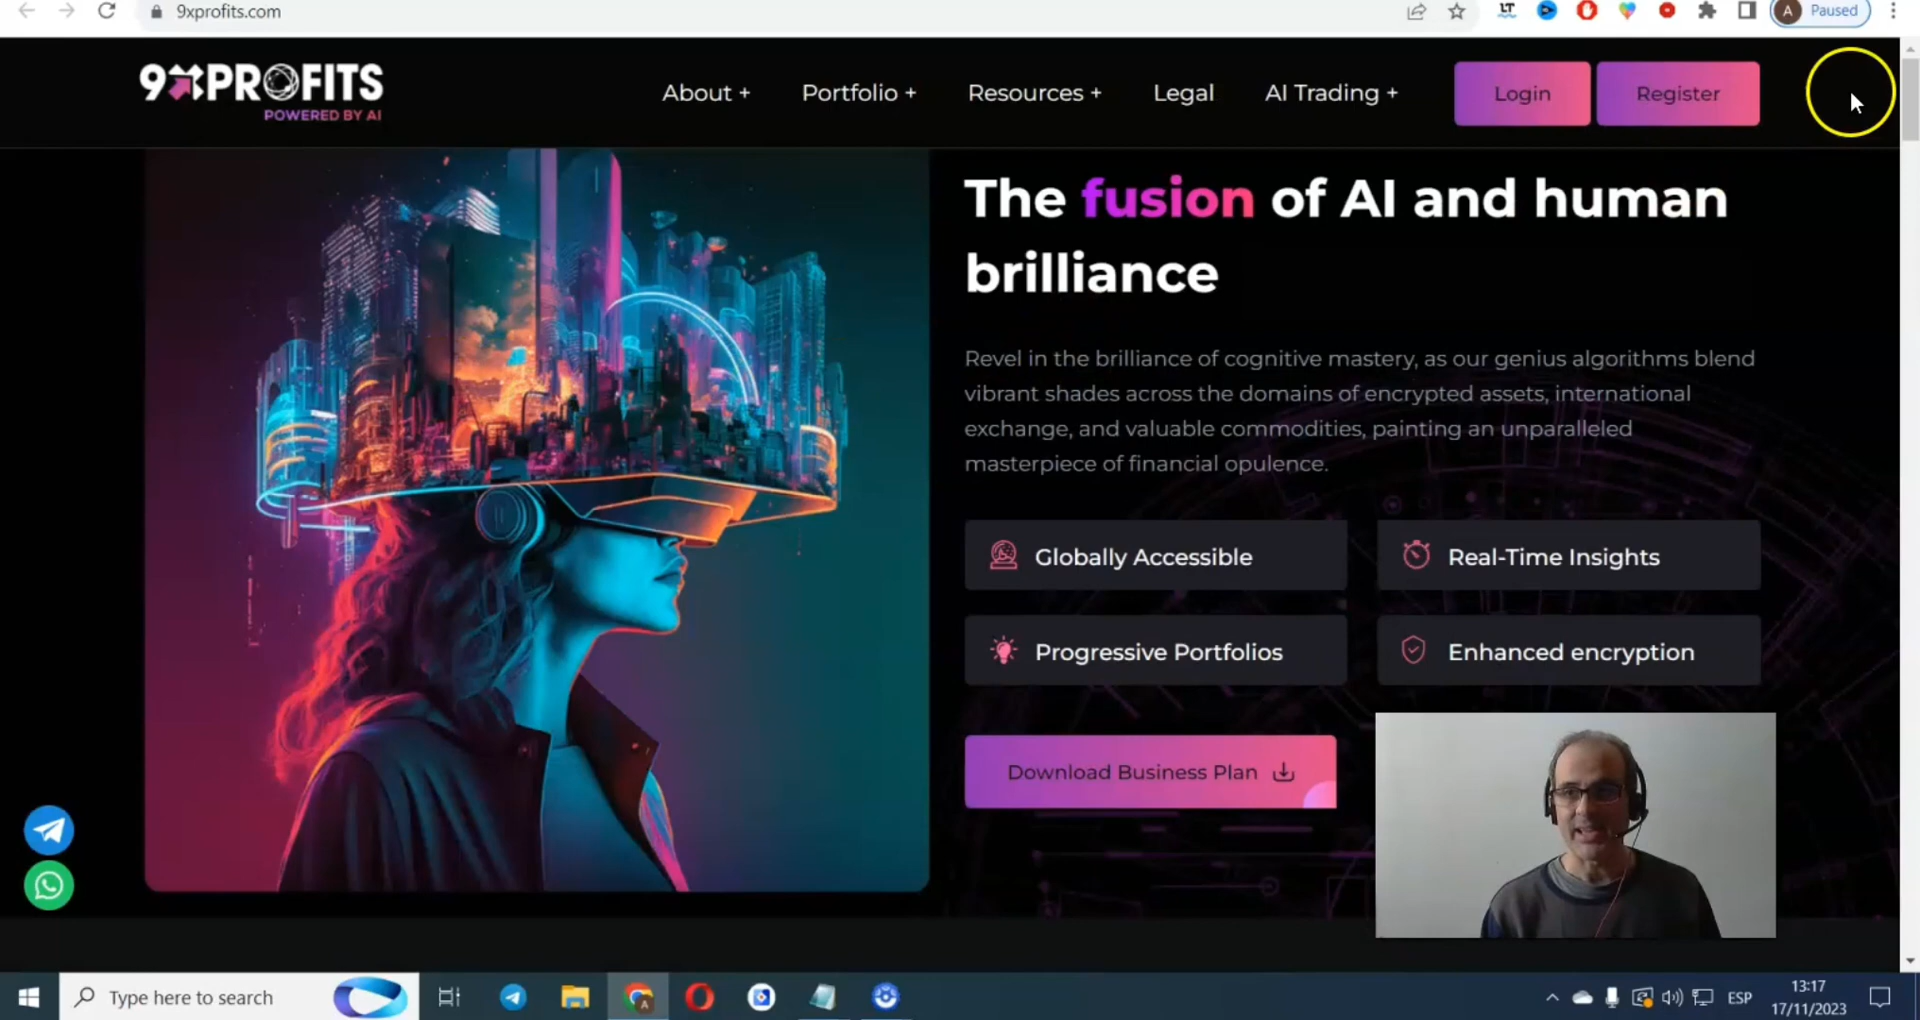 9xprofits.com
LT
A Paused
9XPROFITS
POWERED BY AI
About +
Portfolio +
Resources +
Legal
AI Trading +
Login
Register
The fusion of AI and human
brilliance
Revel in the brilliance of cognitive mastery, as our genius algorithms blend
vibrant shades across the domains of encrypted assets, international
exchange, and valuable commodities, painting an unparalleled
masterpiece of financial opulence.
Globally Accessible
Real-Time Insights
Progressive Portfolios
Enhanced encryption
Download Business Plan
Type here to search
A
ESP
13:17
17/11/2023